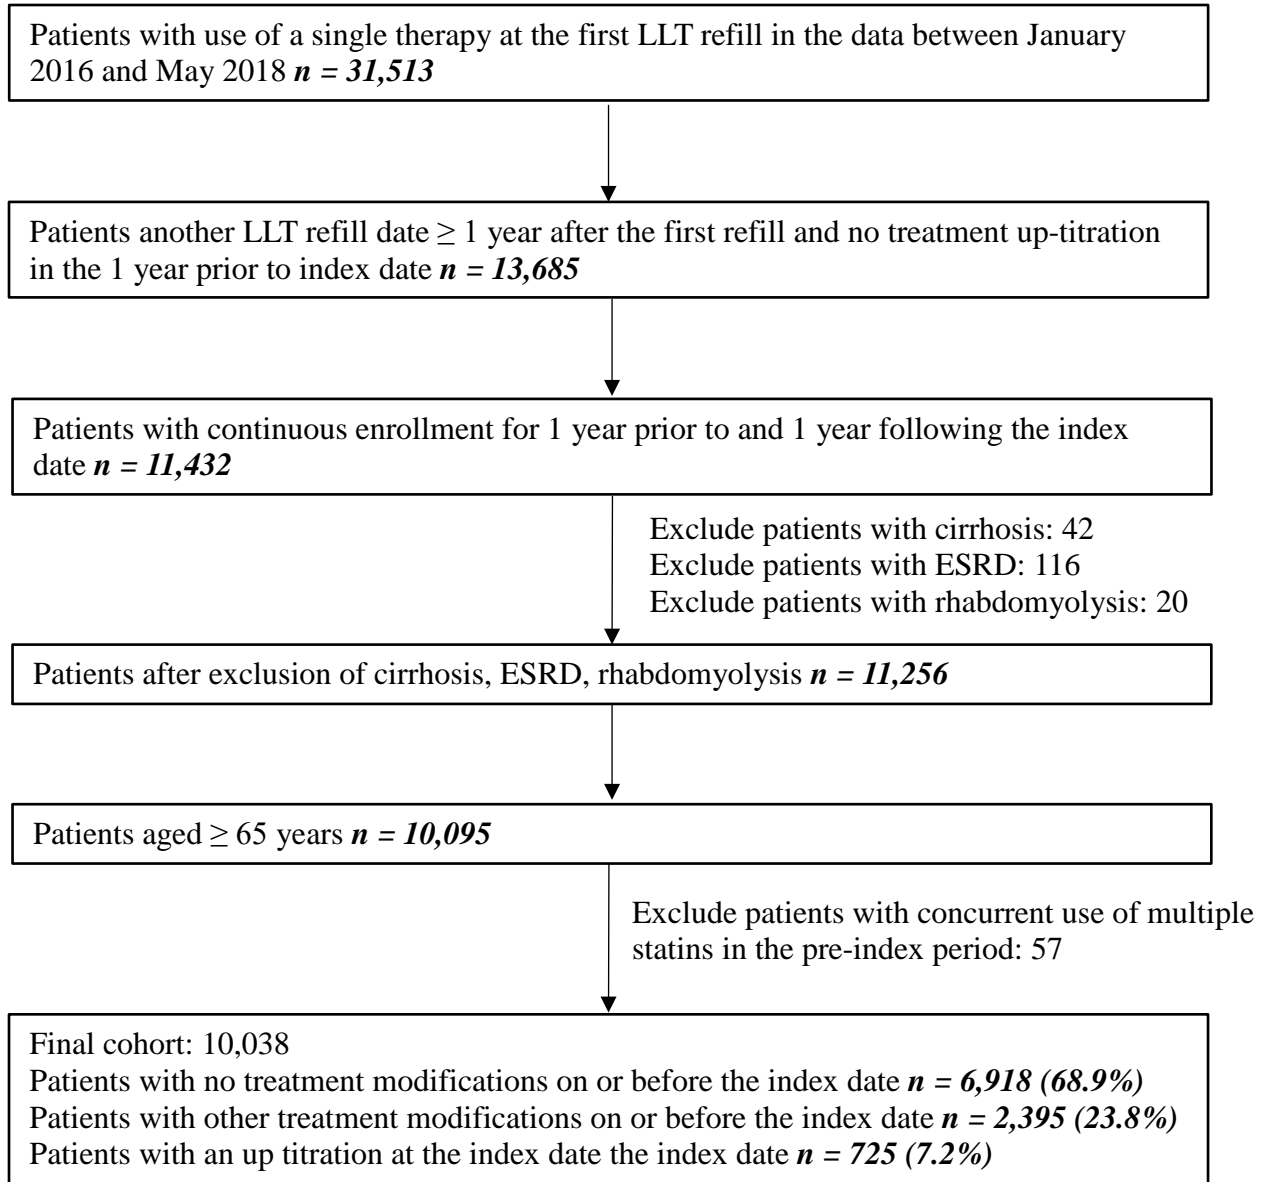 Patients with use of a single therapy at the first LLT refill in the data between January
2016 and May 2018 n = 31,513
Patients another LLT refill date ≥ 1 year after the first refill and no treatment up-titration
in the 1 year prior to index date n = 13,685
Patients with continuous enrollment for 1 year prior to and 1 year following the index
date n = 11,432
Exclude patients with cirrhosis: 42
Exclude patients with ESRD: 116
Exclude patients with rhabdomyolysis: 20
Patients after exclusion of cirrhosis, ESRD, rhabdomyolysis n = 11,256
Patients aged ≥ 65 years n = 10,095
Exclude patients with concurrent use of multiple
statins in the pre-index period: 57
Final cohort: 10,038
Patients with no treatment modifications on or before the index date n = 6,918 (68.9%)
Patients with other treatment modifications on or before the index date n = 2,395 (23.8%)
Patients with an up titration at the index date the index date n = 725 (7.2%)